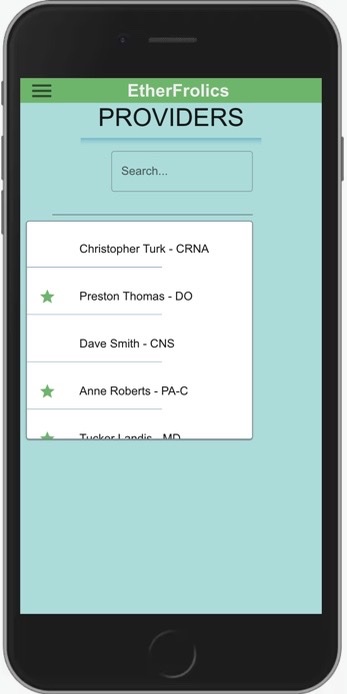 EtherFrolics
PROVIDERS
Search...
Christopher Turk - CRNA
Preston Thomas - DO
Dave Smith - CNS
Anne Roberts - PA-C
Tucker Landis - MD